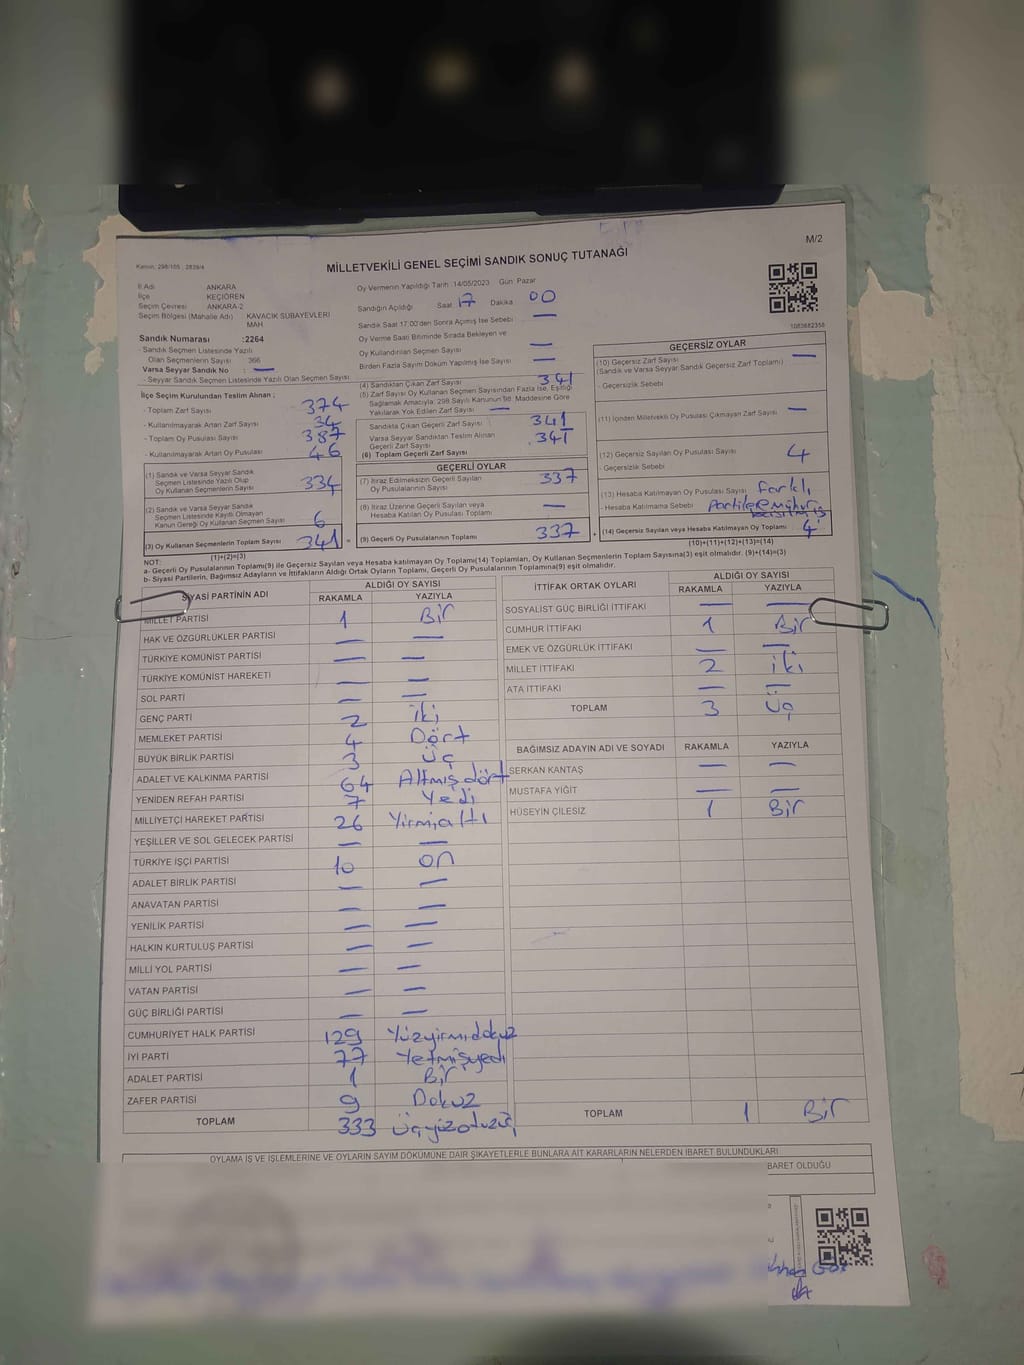 M/2
Kanun: 298/105 ; 2839/4
MİLLETVEKİLİ GENEL SEÇİMİ SANDIK SONUÇ TUTANAĞI
İl Adı ANKARA
İlçe KEÇİÖREN
Seçim Çevresi ANKARA-2
Seçim Bölgesi (Mahalle Adı) KAVACIK SUBAYEVLERİ MAH
Sandık Numarası :2264
- Sandık Seçmen Listesinde Yazılı
Olan Seçmenlerin Sayısı 366
Varsa Seyyar Sandık No : —
- Seyyar Sandık Seçmen Listesinde Yazılı Olan Seçmen Sayısı
Oy Vermenin Yapıldığı Tarih :14/05/2023 Gün: Pazar
Sandığın Açıldığı Saat 17 Dakika : 00
Sandık Saat 17:00'den Sonra Açılmış İse Sebebi : —
Oy Verme Saati Bitiminde Sırada Bekleyen ve
Oy Kullandırılan Seçmen Sayısı —
Birden Fazla Sayım Döküm Yapılmış İse Sayısı —
1083682358
İlçe Seçim Kurulundan Teslim Alınan ;
- Toplam Zarf Sayısı 374
- Kullanılmayarak Artan Zarf Sayısı 34
- Toplam Oy Pusulası Sayısı 387
- Kullanılmayarak Artan Oy Pusulası 46
(1) Sandık ve Varsa Seyyar Sandık
Seçmen Listesinde Yazılı Olup
Oy Kullanan Seçmenlerin Sayısı 334
(2) Sandık ve Varsa Seyyar Sandık
Seçmen Listesinde Kayıtlı Olmayan
Kanun Gereği Oy Kullanan Seçmen Sayısı 6
(3) Oy Kullanan Seçmenlerin Toplam Sayısı 341
(1)+(2)=(3)
(4) Sandıktan Çıkan Zarf Sayısı 341
(5) Zarf Sayısı Oy Kullanan Seçmen Sayısından Fazla İse, Eşitliği
Sağlamak Amacıyla; 298 Sayılı Kanunun 98. Maddesine Göre
Yakılarak Yok Edilen Zarf Sayısı —
Sandıkta Çıkan Geçerli Zarf Sayısı 341
Varsa Seyyar Sandıktan Teslim Alınan
Geçerli Zarf Sayısı 341
(6) Toplam Geçerli Zarf Sayısı
GEÇERLİ OYLAR
(7) İtiraz Edilmeksizin Geçerli Sayılan
Oy Pusulalarının Sayısı 337
(8) İtiraz Üzerine Geçerli Sayılan veya
Hesaba Katılan Oy Pusulası Toplamı —
(9) Geçerli Oy Pusulalarının Toplamı 337
GEÇERSİZ OYLAR
(10) Geçersiz Zarf Sayısı —
(Sandık ve Varsa Seyyar Sandık Geçersiz Zarf Toplamı)
- Geçersizlik Sebebi
(11) İçinden Milletvekili Oy Pusulası Çıkmayan Zarf Sayısı —
(12) Geçersiz Sayılan Oy Pusulası Sayısı 4
- Geçersizlik Sebebi
(13) Hesaba Katılmayan Oy Pusulası Sayısı Farklı
- Hesaba Katılmama Sebebi Partilere mühür basılmış
(14) Geçersiz Sayılan veya Hesaba Katılmayan Oy Toplamı 4
(10)+(11)+(12)+(13)=(14)
NOT:
a- Geçerli Oy Pusulasının Toplamı(9) ile Geçersiz Sayılan veya Hesaba katılmayan Oy Toplamı(14) Toplamları, Oy Kullanan Seçmenlerin Toplam Sayısına(3) eşit olmalıdır. (9)+(14)=(3)
b- Siyasi Partilerin, Bağımsız Adayların ve İttifakların Aldığı Ortak Oyların Toplamı, Geçerli Oy Pusulalarının Toplamına(9) eşit olmalıdır.
SİYASİ PARTİNİN ADI ALDIĞI OY SAYISI
RAKAMLA YAZIYLA
MİLLET PARTİSİ 1 Bir
HAK VE ÖZGÜRLÜKLER PARTİSİ — —
TÜRKİYE KOMÜNİST PARTİSİ — —
TÜRKİYE KOMÜNİST HAREKETİ — —
SOL PARTİ — —
GENÇ PARTİ 2 iki
MEMLEKET PARTİSİ 4 Dört
BÜYÜK BİRLİK PARTİSİ 3 Üç
ADALET VE KALKINMA PARTİSİ 64 Altmışdört
YENİDEN REFAH PARTİSİ 7 Yedi
MİLLİYETÇİ HAREKET PARTİSİ 26 Yirmialtı
YEŞİLLER VE SOL GELECEK PARTİSİ — —
TÜRKİYE İŞÇİ PARTİSİ 10 on
ADALET BİRLİK PARTİSİ — —
ANAVATAN PARTİSİ — —
YENİLİK PARTİSİ — —
HALKIN KURTULUŞ PARTİSİ — —
MİLLİ YOL PARTİSİ — —
VATAN PARTİSİ — —
GÜÇ BİRLİĞİ PARTİSİ — —
CUMHURİYET HALK PARTİSİ 129 Yüzyirmidokuz
İYİ PARTİ 77 Yetmişyedi
ADALET PARTİSİ 1 Bir
ZAFER PARTİSİ 9 Dokuz
TOPLAM 333 Üçyüzotuzüç
İTTİFAK ORTAK OYLARI ALDIĞI OY SAYISI
RAKAMLA YAZIYLA
SOSYALİST GÜÇ BİRLİĞİ İTTİFAKI — —
CUMHUR İTTİFAKI 1 Bir
EMEK VE ÖZGÜRLÜK İTTİFAKI — —
MİLLET İTTİFAKI 2 iki
ATA İTTİFAKI — —
TOPLAM 3 Üç
BAĞIMSIZ ADAYIN ADI VE SOYADI RAKAMLA YAZIYLA
SERKAN KANTAŞ — —
MUSTAFA YİĞİT — —
HÜSEYİN ÇİLESİZ 1 Bir
TOPLAM 1 Bir
OYLAMA İŞ VE İŞLEMLERİNE VE OYLARIN SAYIM DÖKÜMÜNE DAİR ŞİKAYETLERLE BUNLARA AİT KARARLARIN NELERDEN İBARET BULUNDUKLARI
BARET OLDUĞU